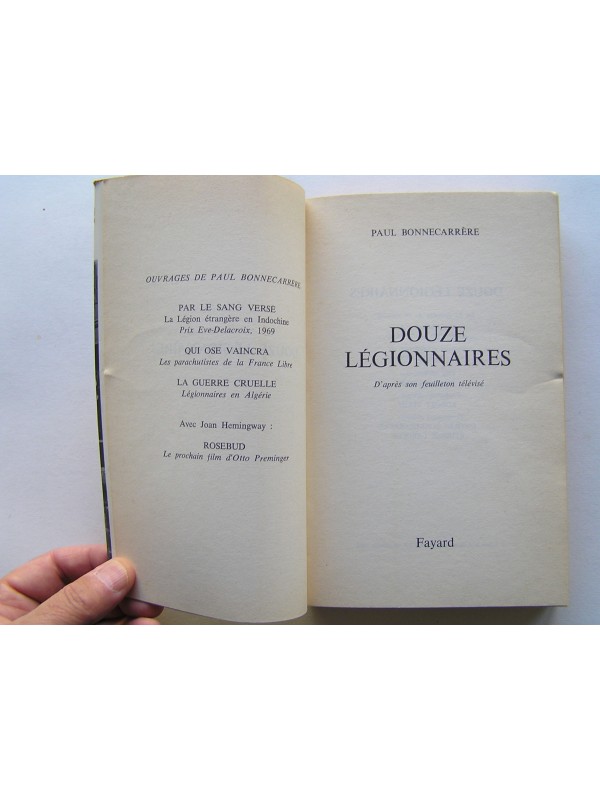 OUVRAGES DE PAUL BONNECARRÈRE
PAR LE SANG VERSE
La Légion étrangère en Indochine
Prix Eve-Delacroix, 1969
QUI OSE VAINCRA
Les parachutistes de la France Libre
LA GUERRE CRUELLE
Légionnaires en Algérie
Avec Joan Hemingway :
ROSEBUD
Le prochain film d'Otto Preminger
PAUL BONNECARRÈRE
DOUZE
LÉGIONNAIRES
D'après son feuilleton télévisé
Fayard